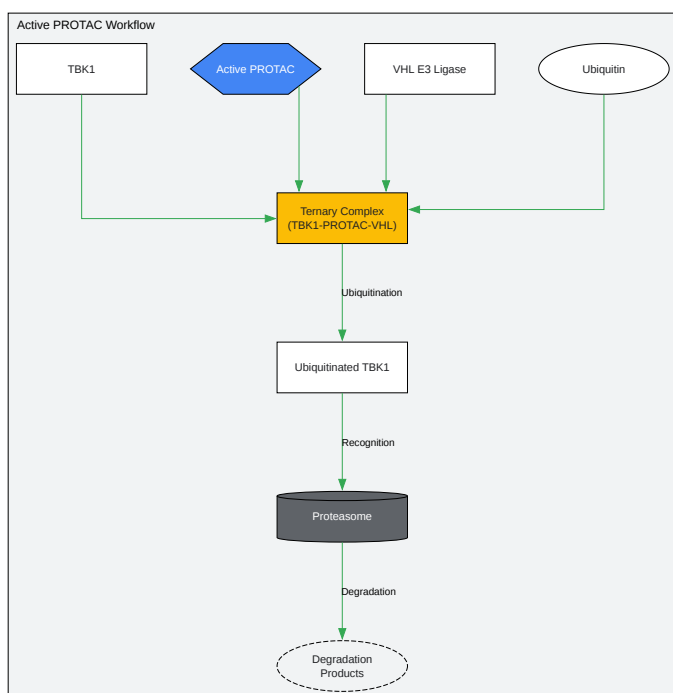 Active PROTAC Workflow
TBK1
Active PROTAC
VHL E3 Ligase
Ubiquitin
Ternary Complex
(TBK1-PROTAC-VHL)
Ubiquitination
Ubiquitinated TBK1
Recognition
Proteasome
Degradation
Degradation
Products